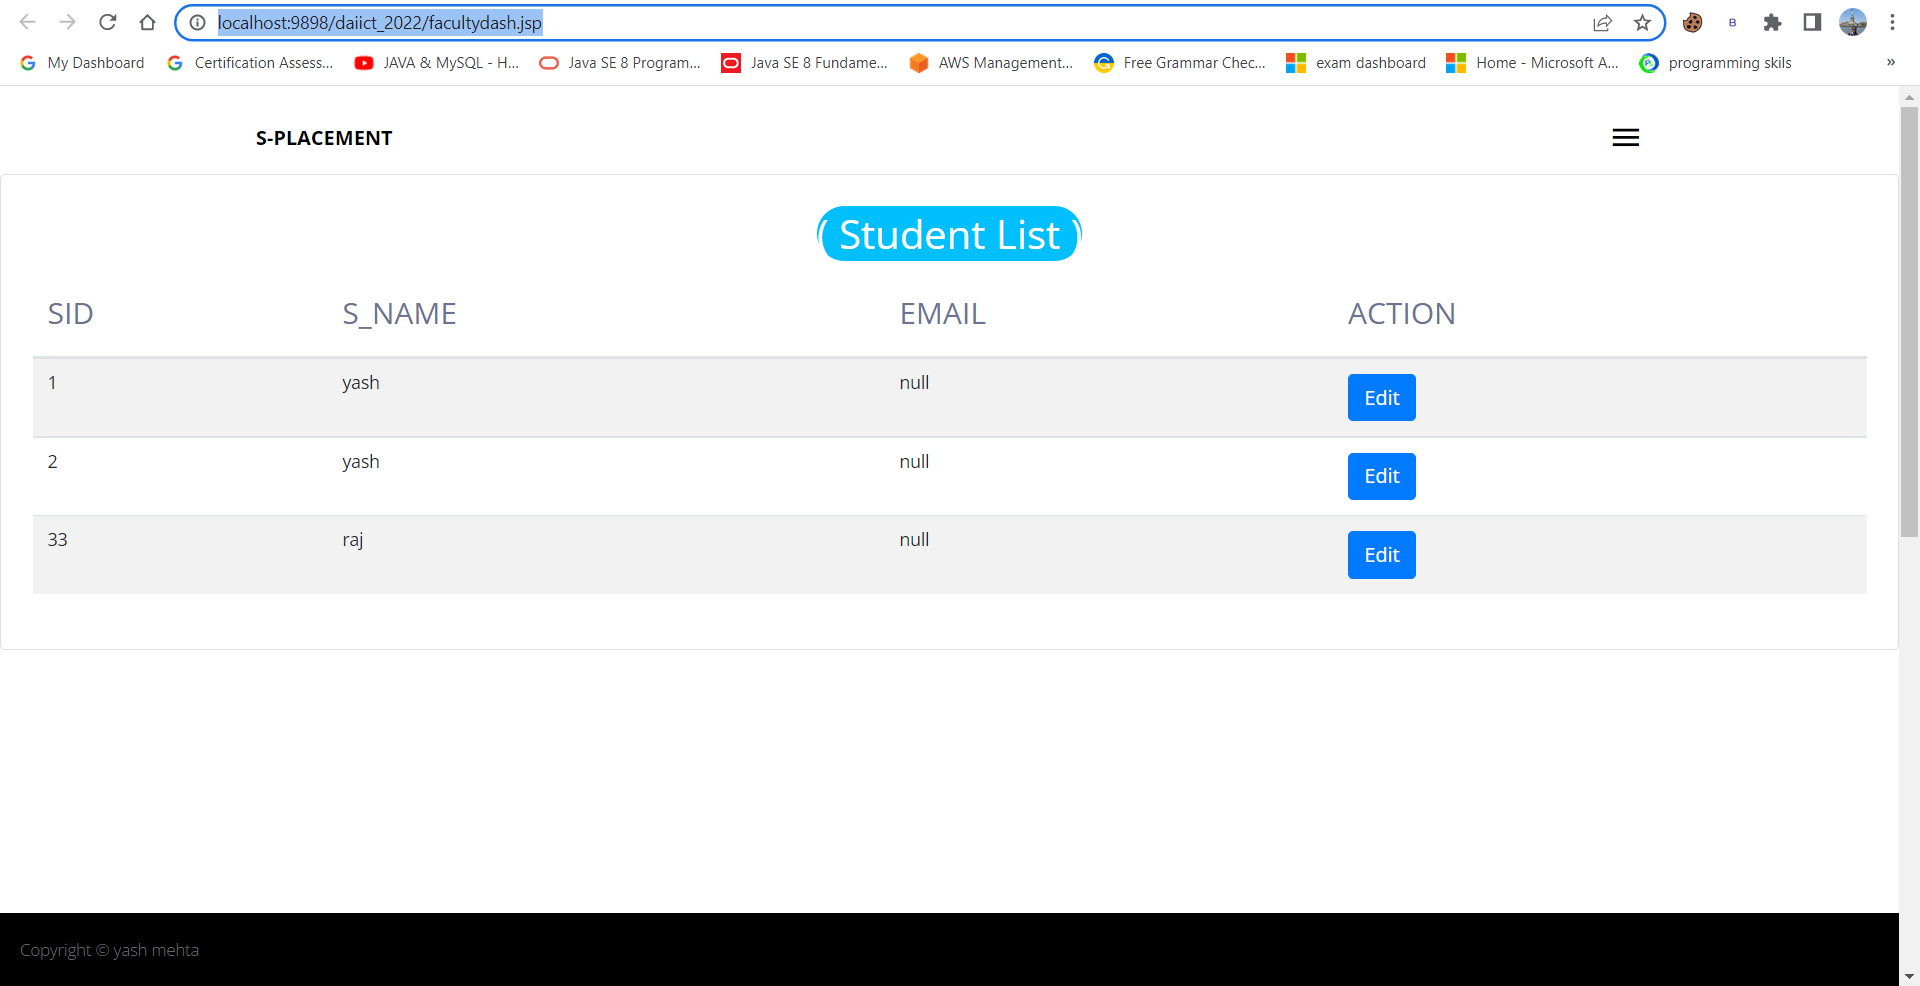 localhost:9898/daiict_2022/facultydash.jsp
B
My Dashboard Certification Assess... JAVA & MySQL - H... Java SE 8 Program... Java SE 8 Fundame... AWS Management... Free Grammar Chec... exam dashboard Home - Microsoft A... programming skils »
S-PLACEMENT
( Student List )
SID S_NAME EMAIL ACTION
1 yash null Edit
2 yash null Edit
33 raj null Edit
Copyright © yash mehta